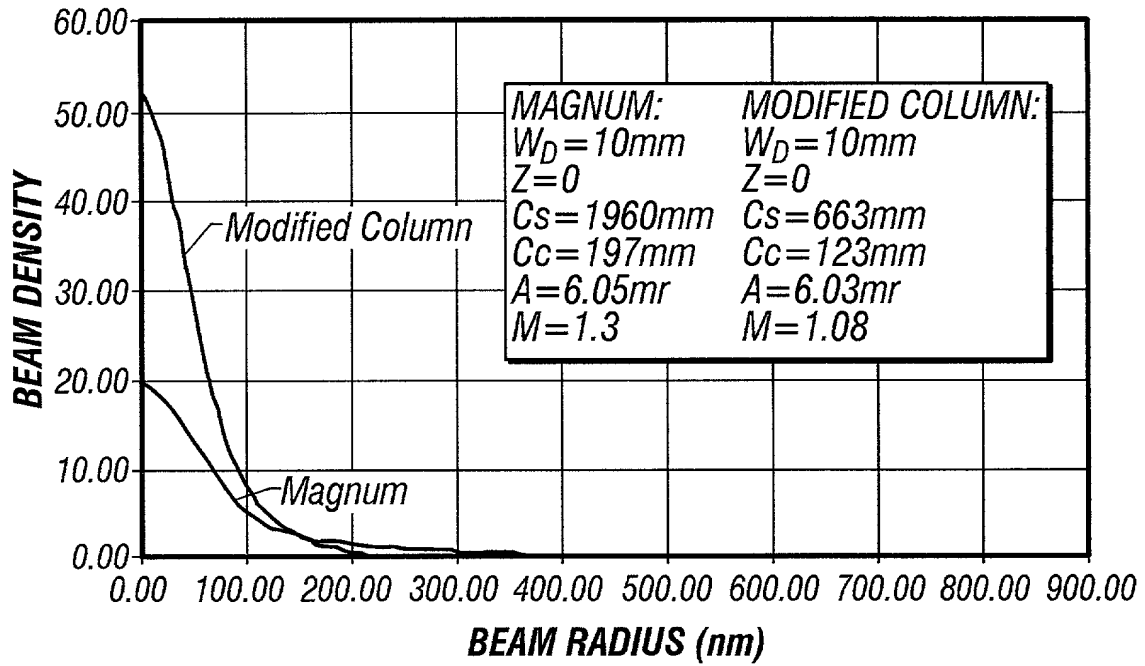 60.00
50.00
40.00
30.00
20.00
10.00
0.00
BEAM DENSITY
Modified Column
Magnum
MAGNUM: MODIFIED COLUMN:
WD=10mm WD=10mm
Z=0 Z=0
Cs=1960mm Cs=663mm
Cc=197mm Cc=123mm
A=6.05mr A=6.03mr
M=1.3 M=1.08
0.00 100.00 200.00 300.00 400.00 500.00 600.00 700.00 800.00 900.00
BEAM RADIUS (nm)